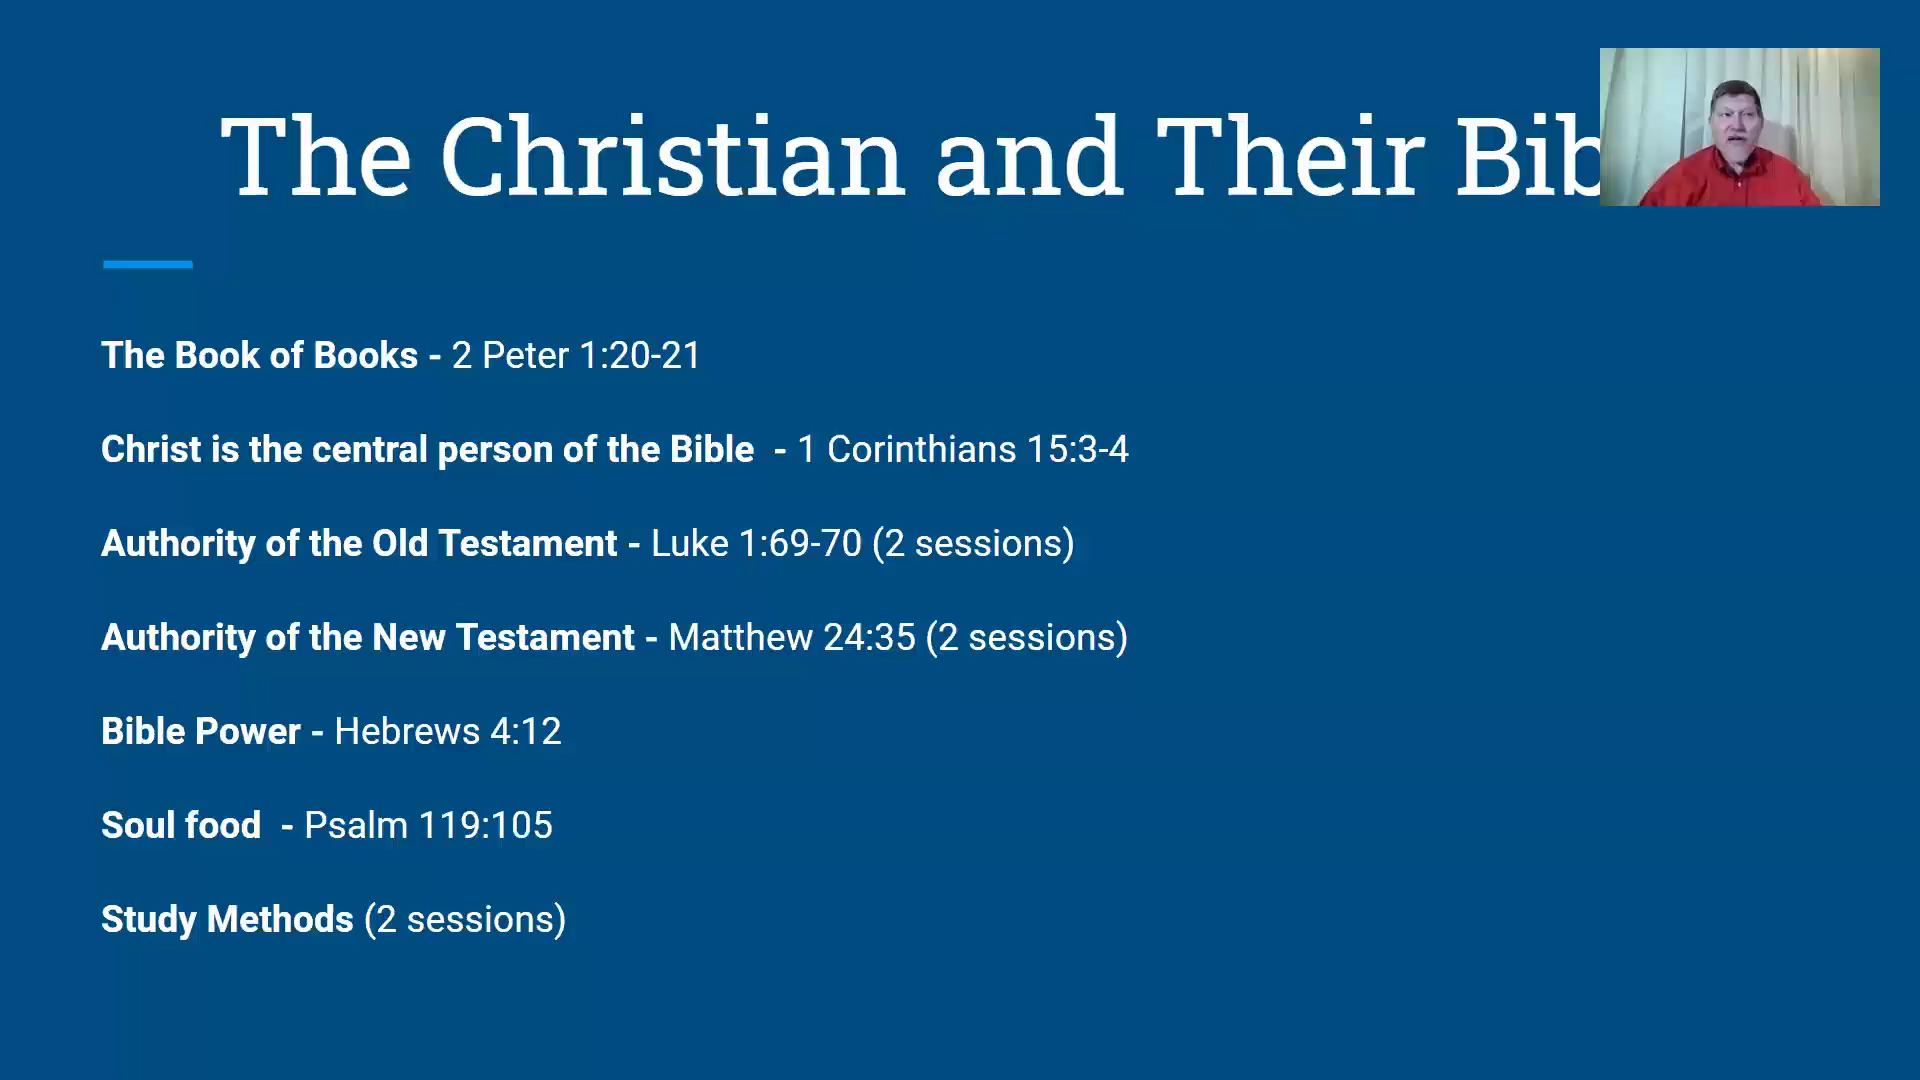 The Christian and Their Bib
The Book of Books - 2 Peter 1:20-21
Christ is the central person of the Bible - 1 Corinthians 15:3-4
Authority of the Old Testament - Luke 1:69-70 (2 sessions)
Authority of the New Testament - Matthew 24:35 (2 sessions)
Bible Power - Hebrews 4:12
Soul food - Psalm 119:105
Study Methods (2 sessions)